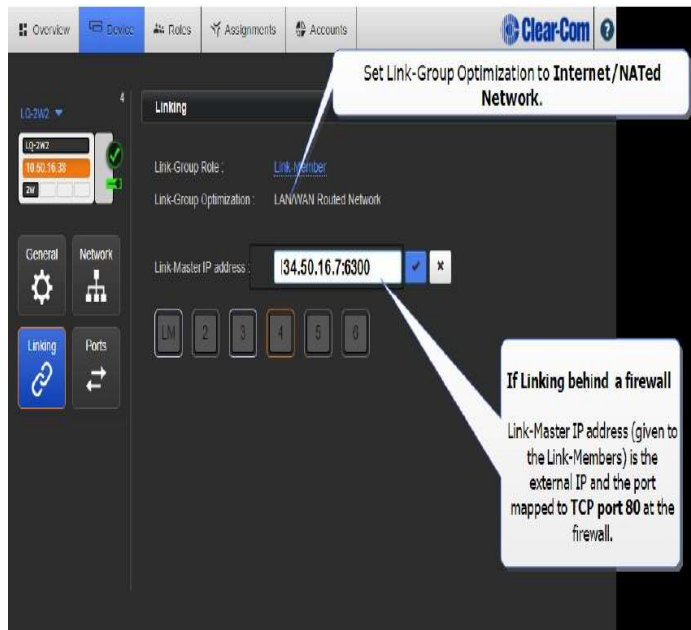 Overview Device Roles Assignments Accounts Clear-Com ?
Set Link-Group Optimization to Internet/NATed
Network.
LQ-2W2 4
Linking
LQ-2W2
10.50.16.38
2W
Link-Group Role : Link-Member
Link-Group Optimization : LAN/WAN Routed Network
General Network
Link-Master IP address : 34.50.16.7:6300
LM 2 3 4 5 6
Linking Ports
If Linking behind a firewall
Link-Master IP address (given to
the Link-Members) is the
external IP and the port
mapped to TCP port 80 at the
firewall.